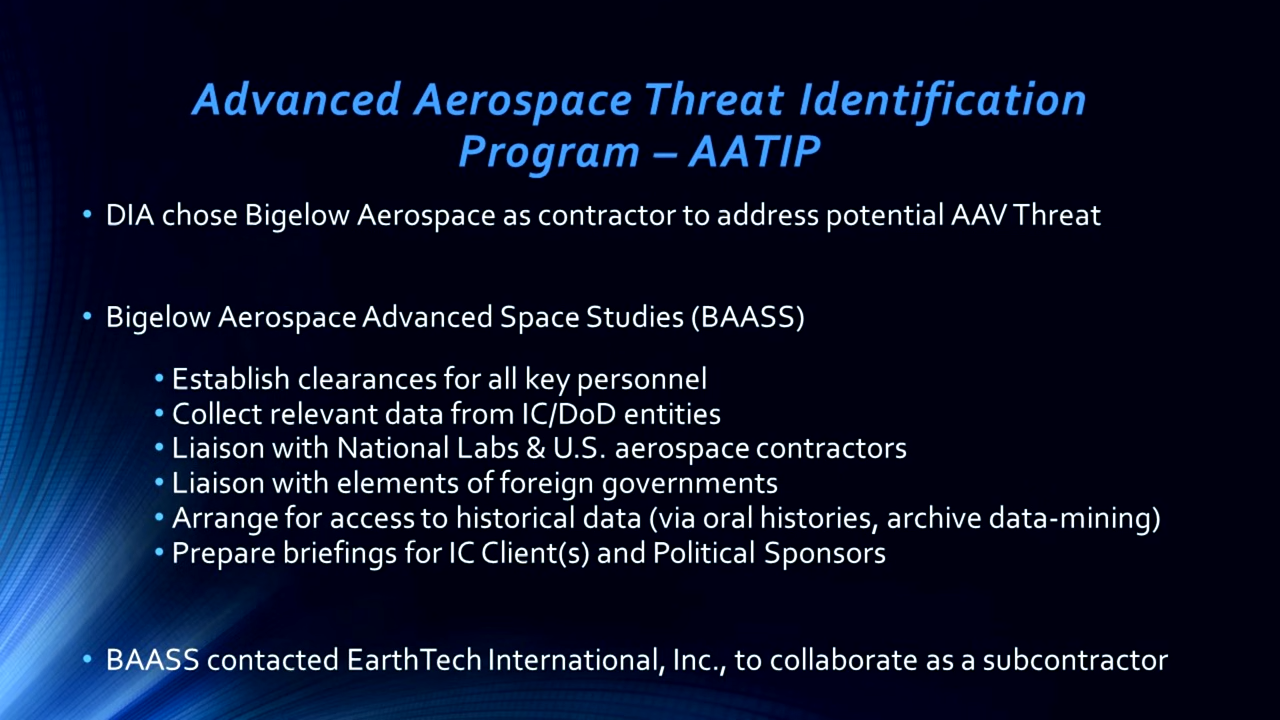 Advanced Aerospace Threat Identification
Program – AATIP
• DIA chose Bigelow Aerospace as contractor to address potential AAV Threat
• Bigelow Aerospace Advanced Space Studies (BAASS)
• Establish clearances for all key personnel
• Collect relevant data from IC/DoD entities
• Liaison with National Labs & U.S. aerospace contractors
• Liaison with elements of foreign governments
• Arrange for access to historical data (via oral histories, archive data-mining)
• Prepare briefings for IC Client(s) and Political Sponsors
• BAASS contacted EarthTech International, Inc., to collaborate as a subcontractor